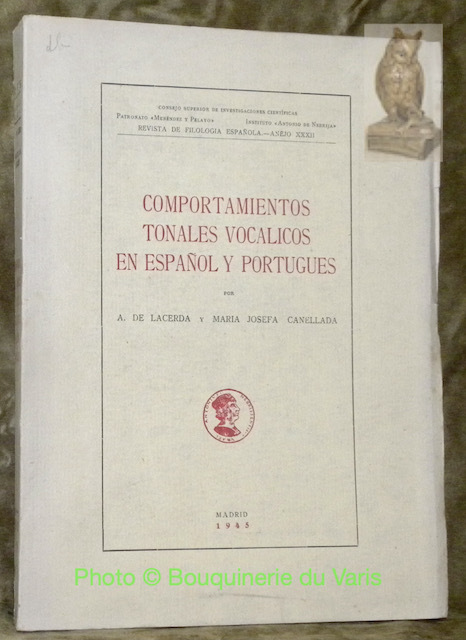 CONSEJO SUPERIOR DE INVESTIGACIONES CIENTÍFICAS
PATRONATO «MENÉNDEZ Y PELAYO» INSTITUTO «ANTONIO DE NEBRIJA»
REVISTA DE FILOLOGIA ESPAÑOLA.—ANEJO XXXII
COMPORTAMIENTOS
TONALES VOCALICOS
EN ESPAÑOL Y PORTUGUES
POR
A. DE LACERDA Y MARIA JOSEFA CANELLADA
MADRID
1945
Photo © Bouquinerie du Varis